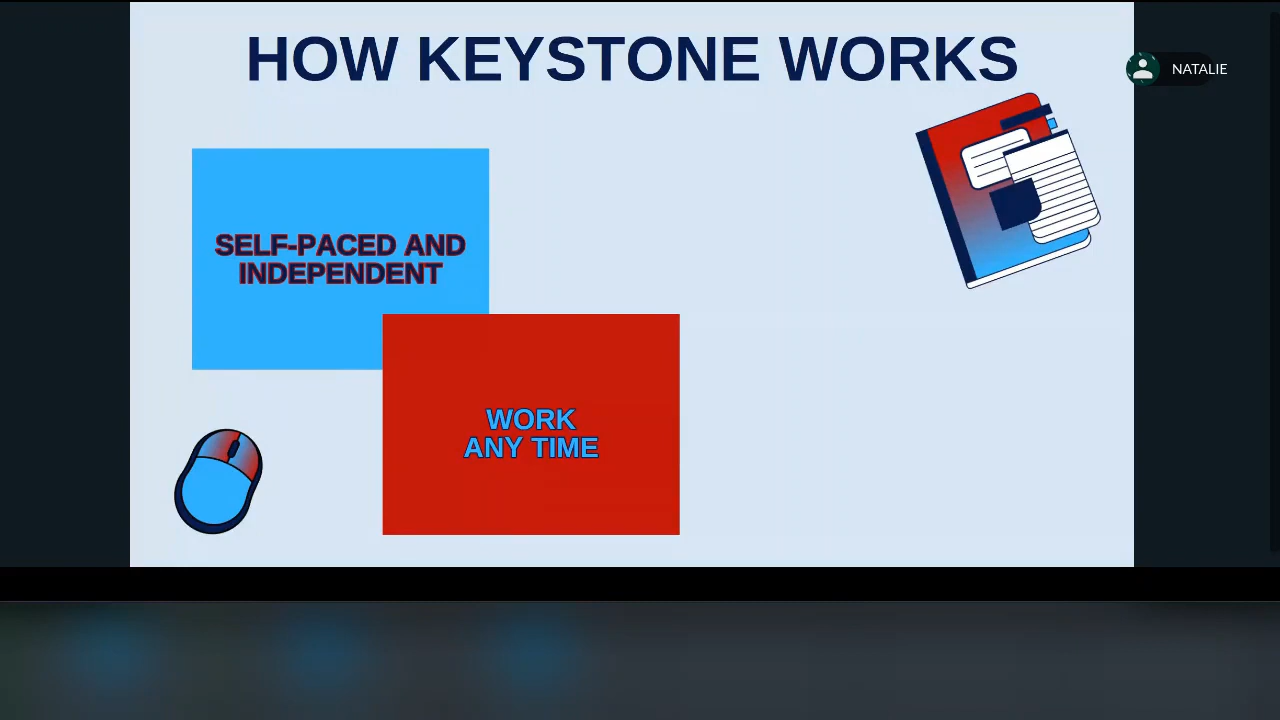 HOW KEYSTONE WORKS
NATALIE
SELF-PACED AND
INDEPENDENT
WORK
ANY TIME